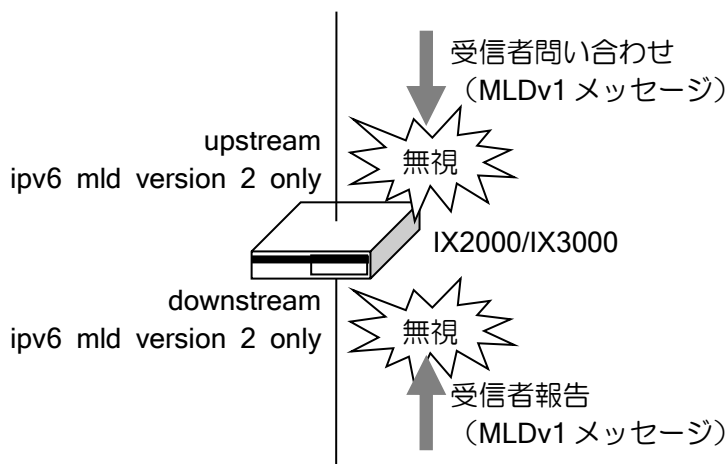 受信者問い合わせ
（MLDv1 メッセージ）
upstream
ipv6 mld version 2 only
無視
IX2000/IX3000
downstream
ipv6 mld version 2 only
無視
受信者報告
（MLDv1 メッセージ）